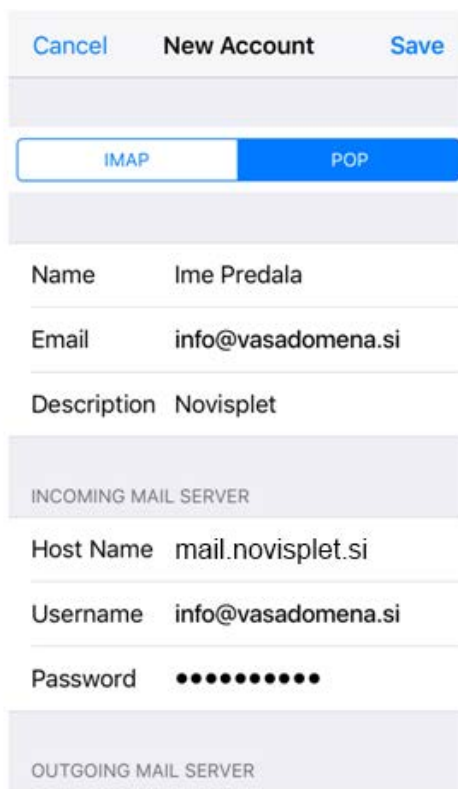 Cancel New Account Save
IMAP POP
Name Ime Predala
Email info@vasadomena.si
Description Novisplet
INCOMING MAIL SERVER
Host Name mail.novisplet.si
Username info@vasadomena.si
Password ●●●●●●●●●●
OUTGOING MAIL SERVER